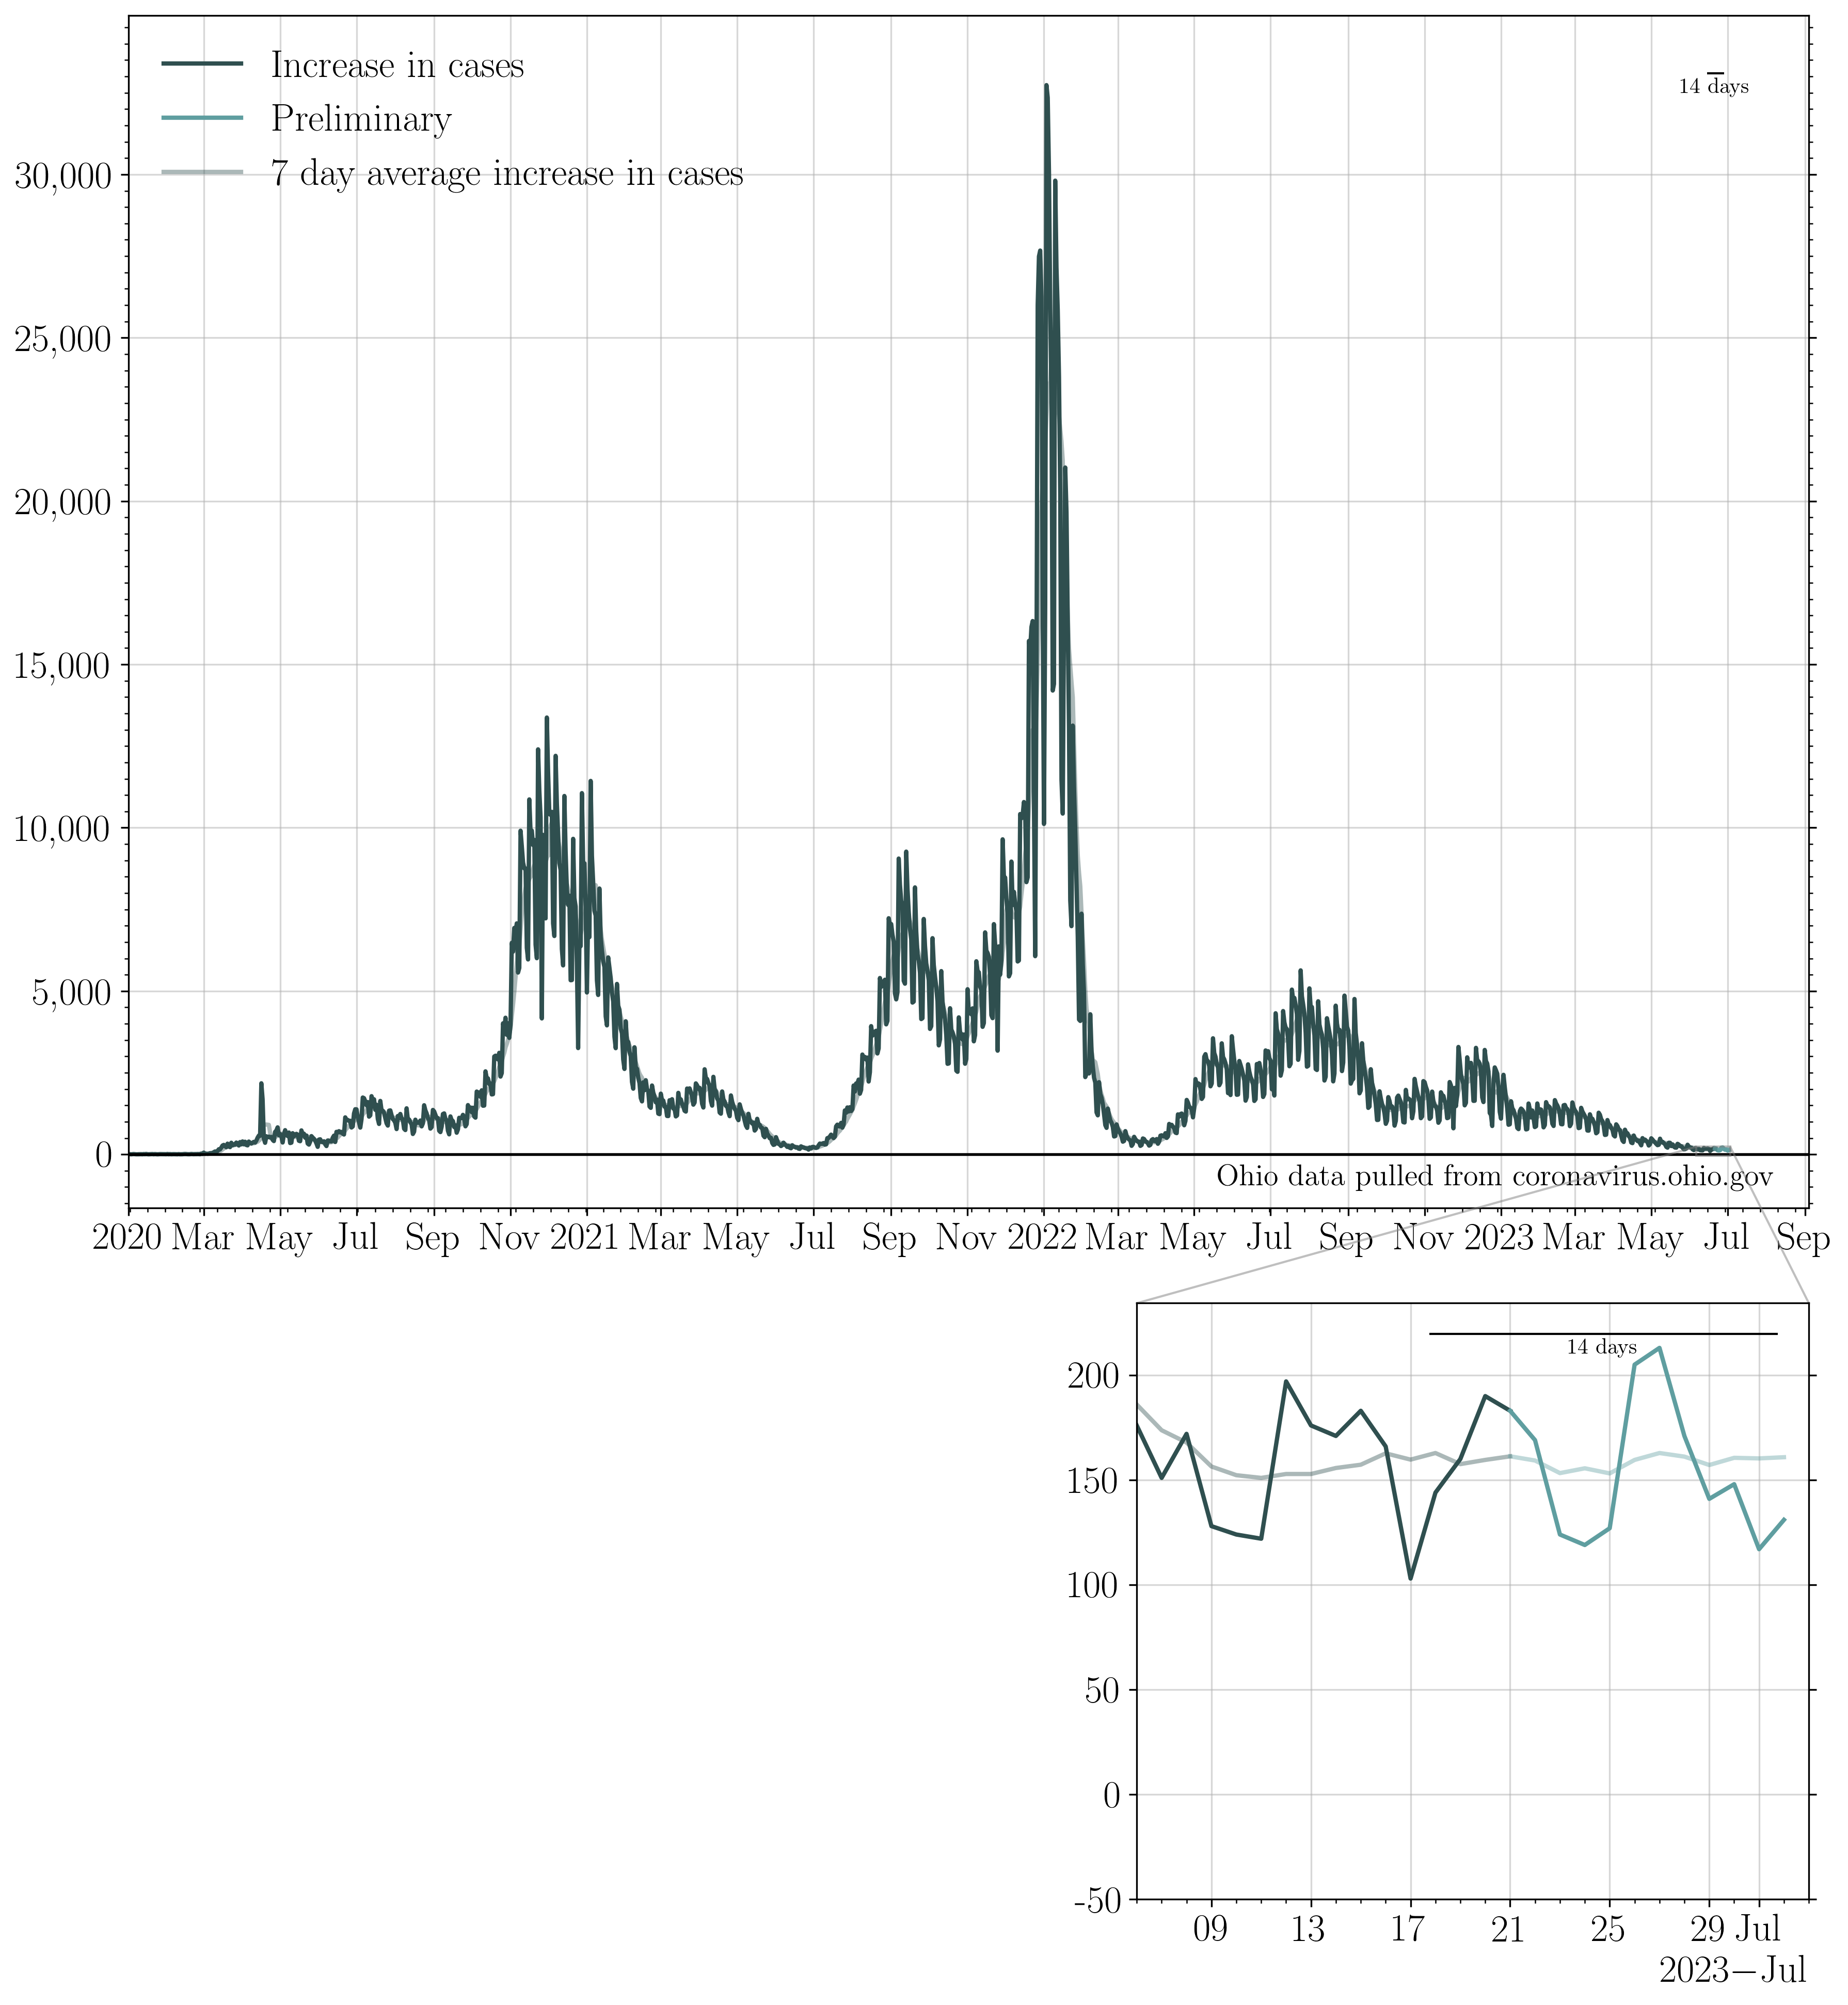 Increase in cases
Preliminary
7 day average increase in cases
14 days
30,000
25,000
20,000
15,000
10,000
5,000
0
Ohio data pulled from coronavirus.ohio.gov
2020 Mar May Jul Sep Nov 2021 Mar May Jul Sep Nov 2022 Mar May Jul Sep Nov 2023 Mar May Jul Sep
14 days
200
150
100
50
0
-50
09 13 17 21 25 29 Jul
2023−Jul